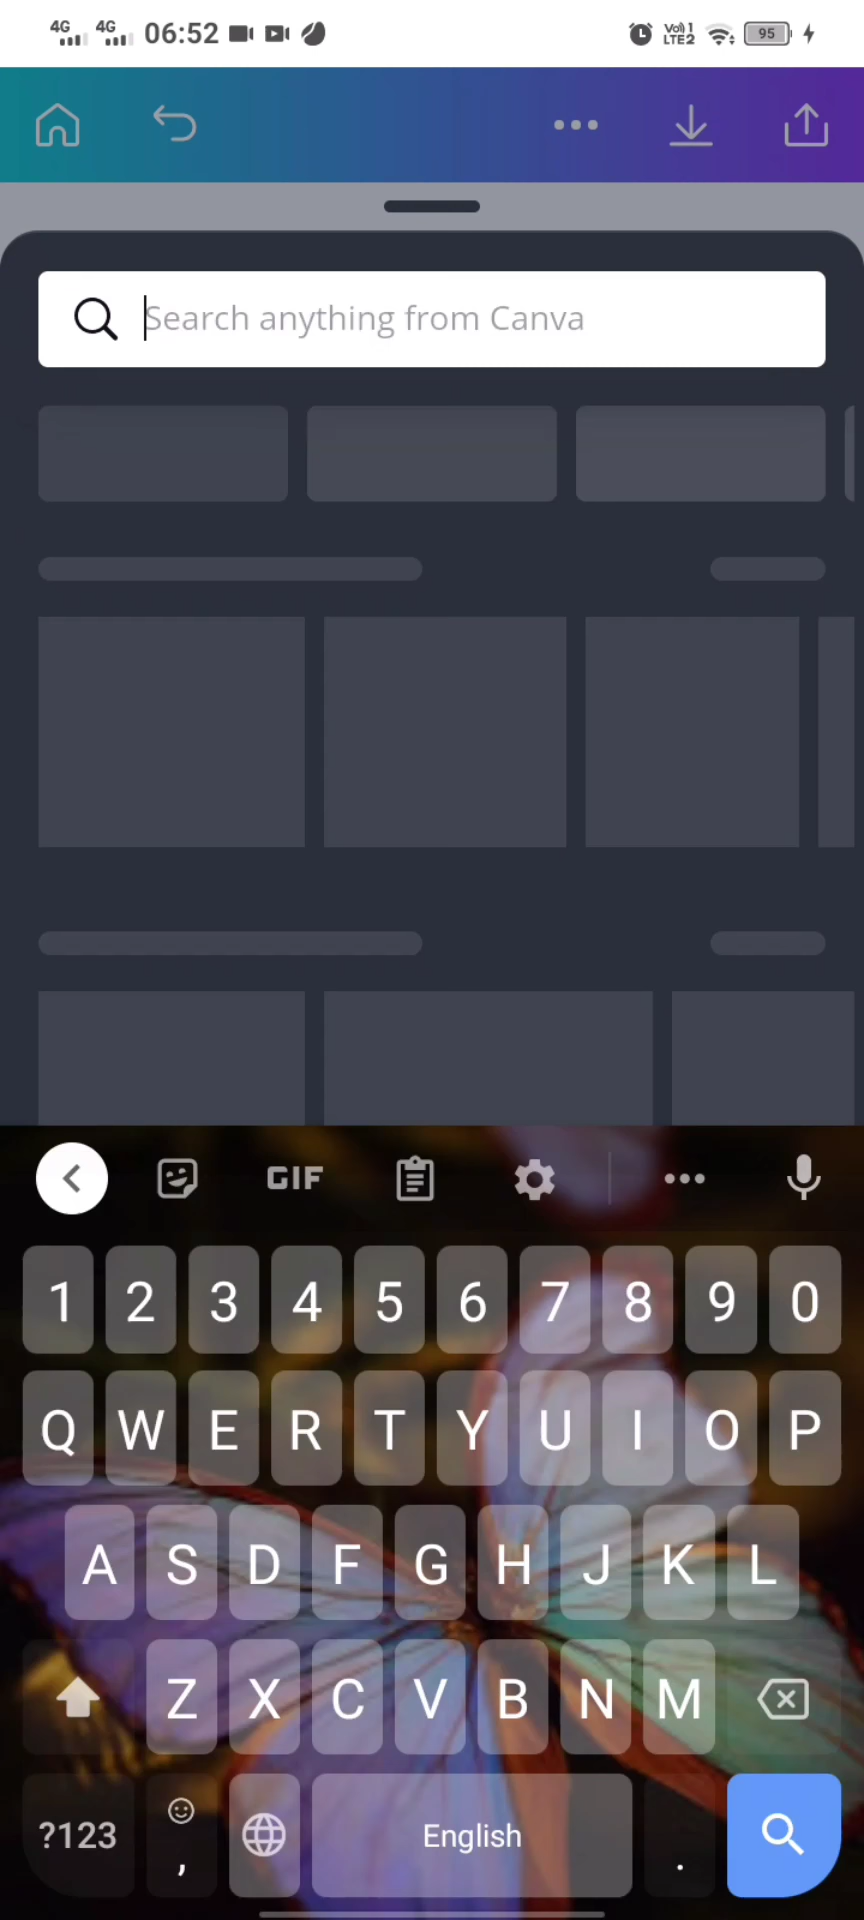 4G 4G 06:52 Vo) 1 LTE2 95
Search anything from Canva
GIF
1 2 3 4 5 6 7 8 9 0
Q W E R T Y U I O P
A S D F G H J K L
Z X C V B N M
?123 , English .